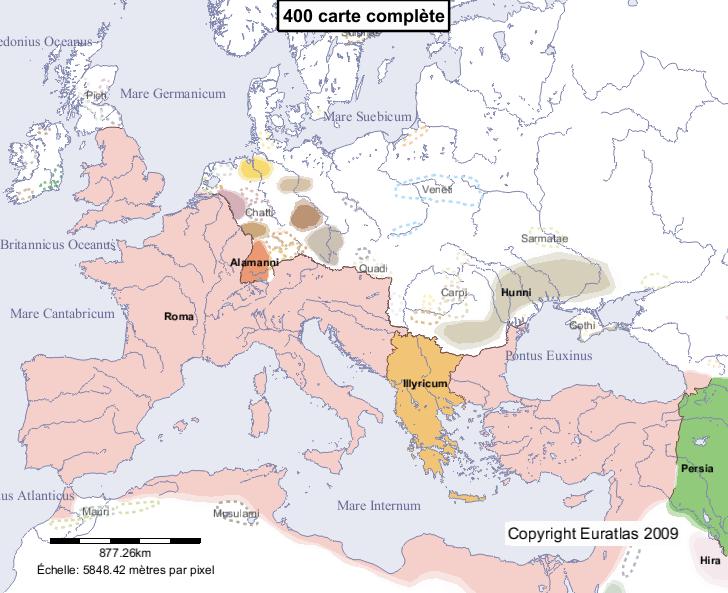 400 carte complète
edonius Oceanus
Picti
Mare Germanicum
Mare Suebicum
Veneti
Chatti
Britannicus Oceanus
Sarmatae
Alamanni
Quadi
Carpi
Hunni
Mare Cantabricum
Roma
Gothi
Pontus Euxinus
Illyricum
Persia
us Atlanticus
Mauri
Musulami
Mare Internum
Copyright Euratlas 2009
877.26km
Hira
Échelle: 5848.42 mètres par pixel